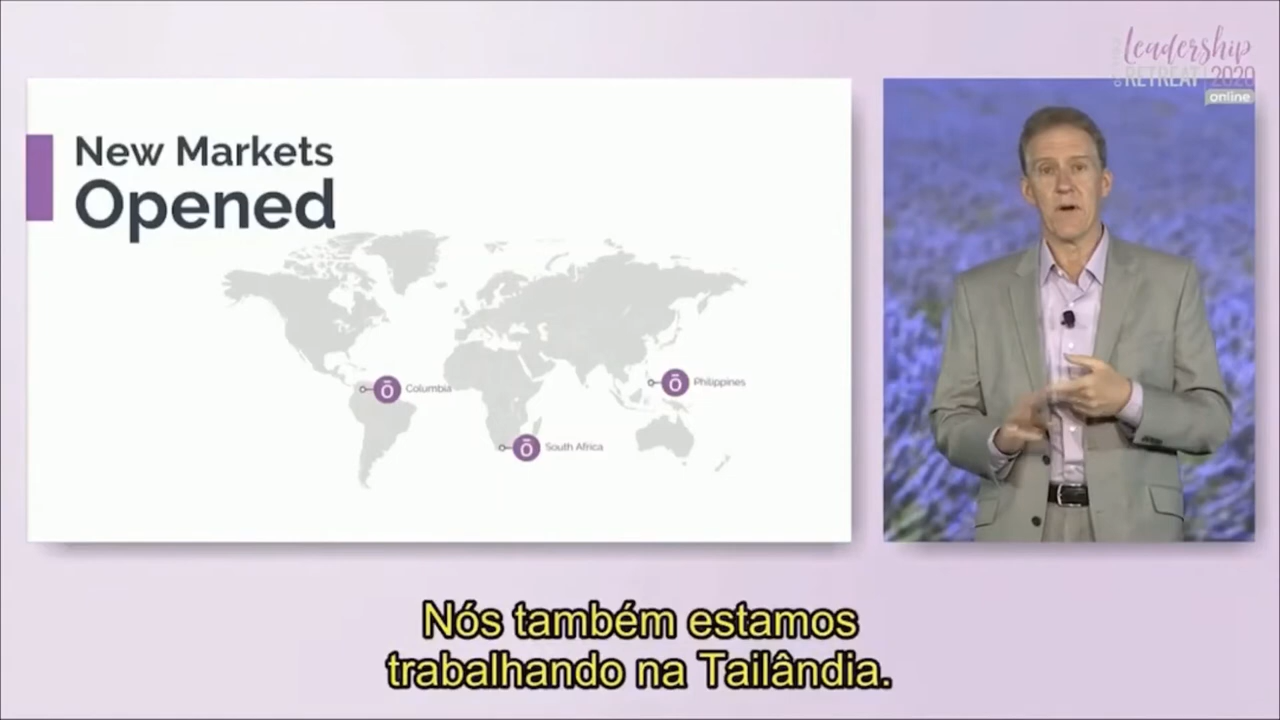 Leadership
RETREAT 2020
online
New Markets
Opened
ō Columbia
ō Philippines
ō South Africa
Nós também estamos
trabalhando na Tailândia.